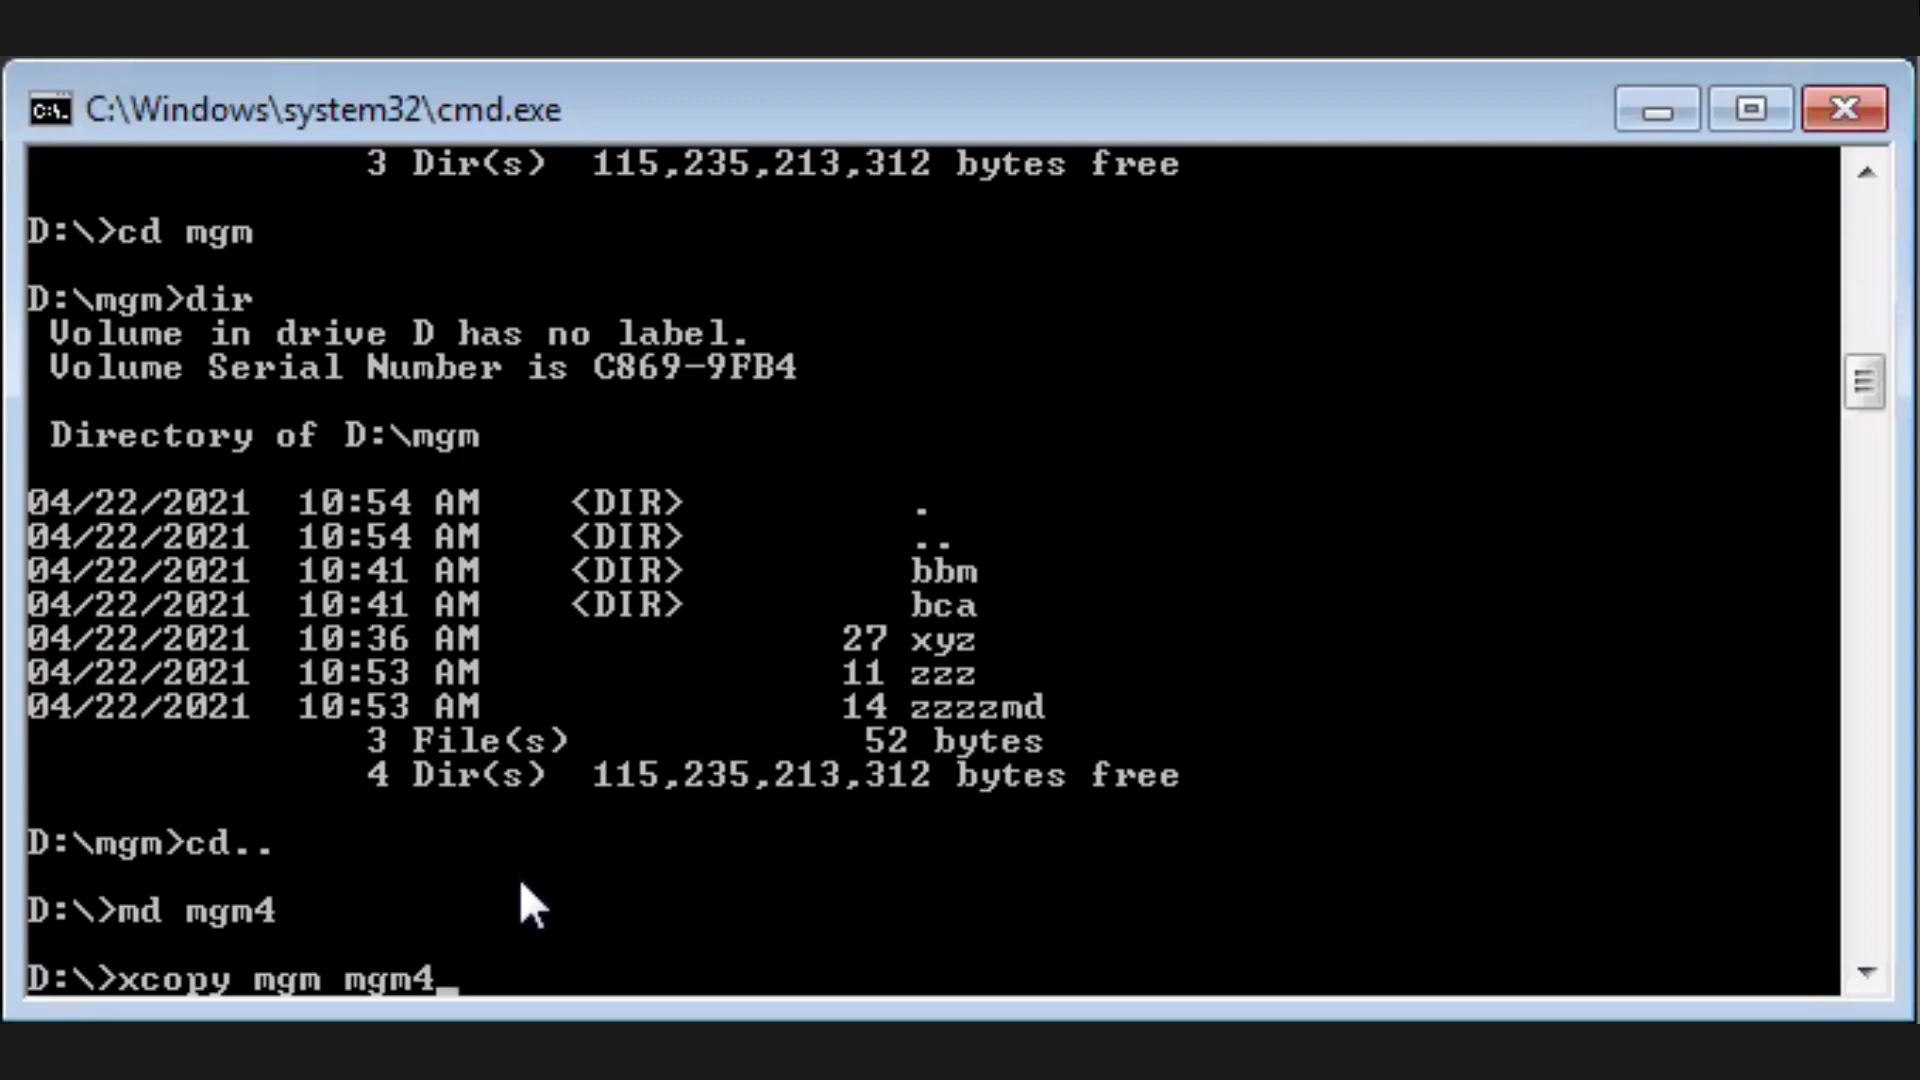 C:\Windows\system32\cmd.exe
3 Dir(s)  115,235,213,312 bytes free
D:\>cd mgm
D:\mgm>dir
Volume in drive D has no label.
Volume Serial Number is C869-9FB4
Directory of D:\mgm
04/22/2021  10:54 AM    <DIR>          .
04/22/2021  10:54 AM    <DIR>          ..
04/22/2021  10:41 AM    <DIR>          bbm
04/22/2021  10:41 AM    <DIR>          bca
04/22/2021  10:36 AM                27 xyz
04/22/2021  10:53 AM                11 zzz
04/22/2021  10:53 AM                14 zzzzmd
3 File(s)             52 bytes
4 Dir(s)  115,235,213,312 bytes free
D:\mgm>cd..
D:\>md mgm4
D:\>xcopy mgm mgm4_